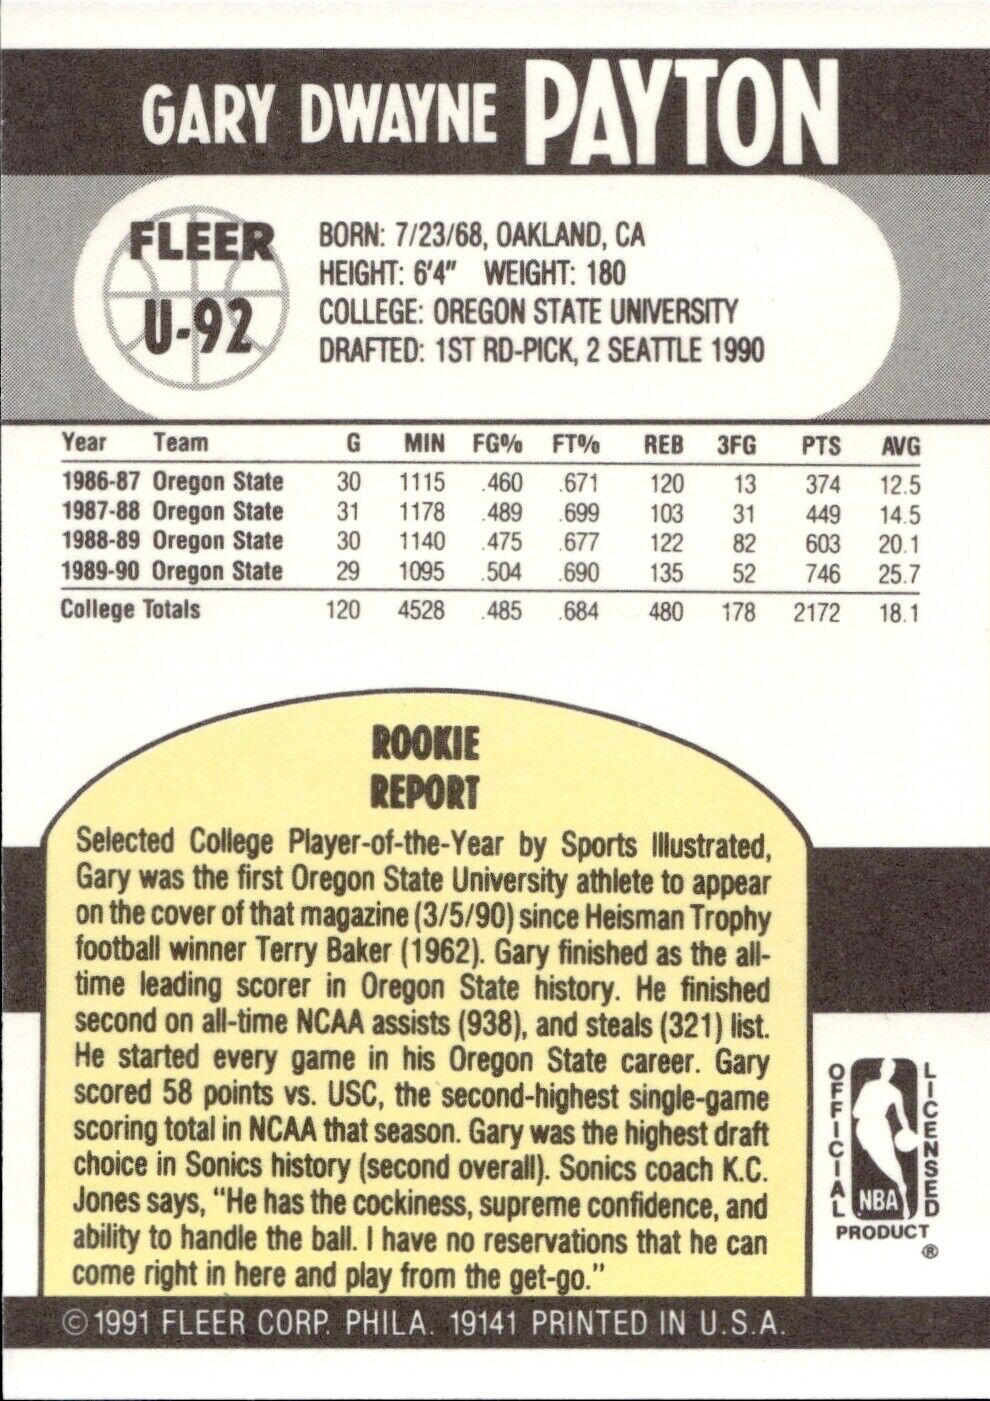 GARY DWAYNE PAYTON
FLEER
U-92
BORN: 7/23/68, OAKLAND, CA
HEIGHT: 6'4" WEIGHT: 180
COLLEGE: OREGON STATE UNIVERSITY
DRAFTED: 1ST RD-PICK, 2 SEATTLE 1990
Year Team G MIN FG% FT% REB 3FG PTS AVG
1986-87 Oregon State 30 1115 .460 .671 120 13 374 12.5
1987-88 Oregon State 31 1178 .489 .699 103 31 449 14.5
1988-89 Oregon State 30 1140 .475 .677 122 82 603 20.1
1989-90 Oregon State 29 1095 .504 .690 135 52 746 25.7
College Totals 120 4528 .485 .684 480 178 2172 18.1
ROOKIE
REPORT
Selected College Player-of-the-Year by Sports Illustrated,
Gary was the first Oregon State University athlete to appear
on the cover of that magazine (3/5/90) since Heisman Trophy
football winner Terry Baker (1962). Gary finished as the all-
time leading scorer in Oregon State history. He finished
second on all-time NCAA assists (938), and steals (321) list.
He started every game in his Oregon State career. Gary
scored 58 points vs. USC, the second-highest single-game
scoring total in NCAA that season. Gary was the highest draft
choice in Sonics history (second overall). Sonics coach K.C.
Jones says, “He has the cockiness, supreme confidence, and
ability to handle the ball. I have no reservations that he can
come right in here and play from the get-go.”
OFFICIAL
NBA
LICENSED
PRODUCT
®
© 1991 FLEER CORP. PHILA. 19141 PRINTED IN U.S.A.